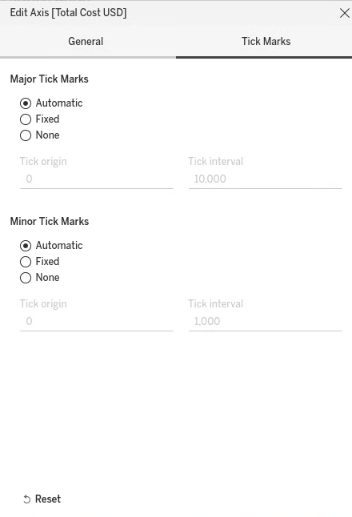 Edit Axis [Total Cost USD]
General Tick Marks
Major Tick Marks
Automatic
Fixed
None
Tick origin Tick interval
0 10,000
Minor Tick Marks
Automatic
Fixed
None
Tick origin Tick interval
0 1,000
Reset